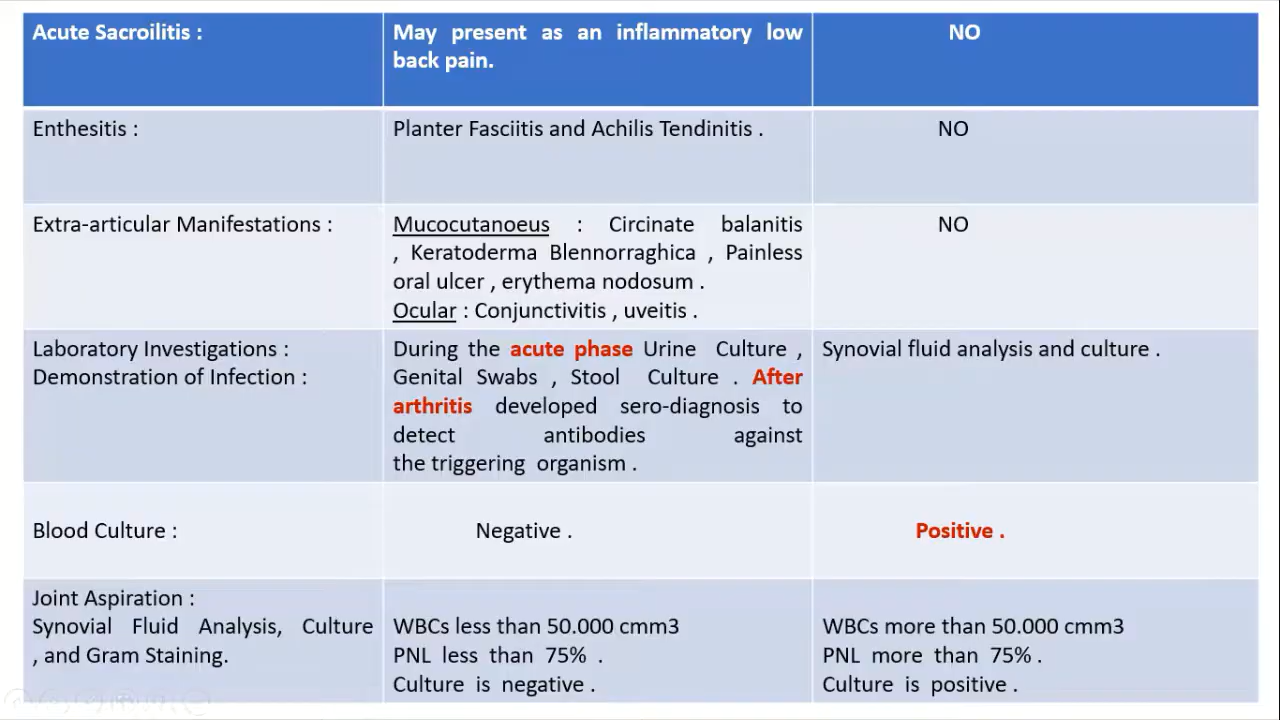 Acute Sacroilitis :
May present as an inflammatory low
back pain.
NO
Enthesitis :
Planter Fasciitis and Achilis Tendinitis .
NO
Extra-articular Manifestations :
Mucocutanoeus : Circinate balanitis
, Keratoderma Blennorraghica , Painless
oral ulcer , erythema nodosum .
Ocular : Conjunctivitis , uveitis .
NO
Laboratory Investigations :
Demonstration of Infection :
During the acute phase Urine Culture ,
Genital Swabs , Stool Culture . After
arthritis developed sero-diagnosis to
detect antibodies against
the triggering organism .
Synovial fluid analysis and culture .
Blood Culture :
Negative .
Positive .
Joint Aspiration :
Synovial Fluid Analysis, Culture
, and Gram Staining.
WBCs less than 50.000 cmm3
PNL less than 75% .
Culture is negative .
WBCs more than 50.000 cmm3
PNL more than 75% .
Culture is positive .